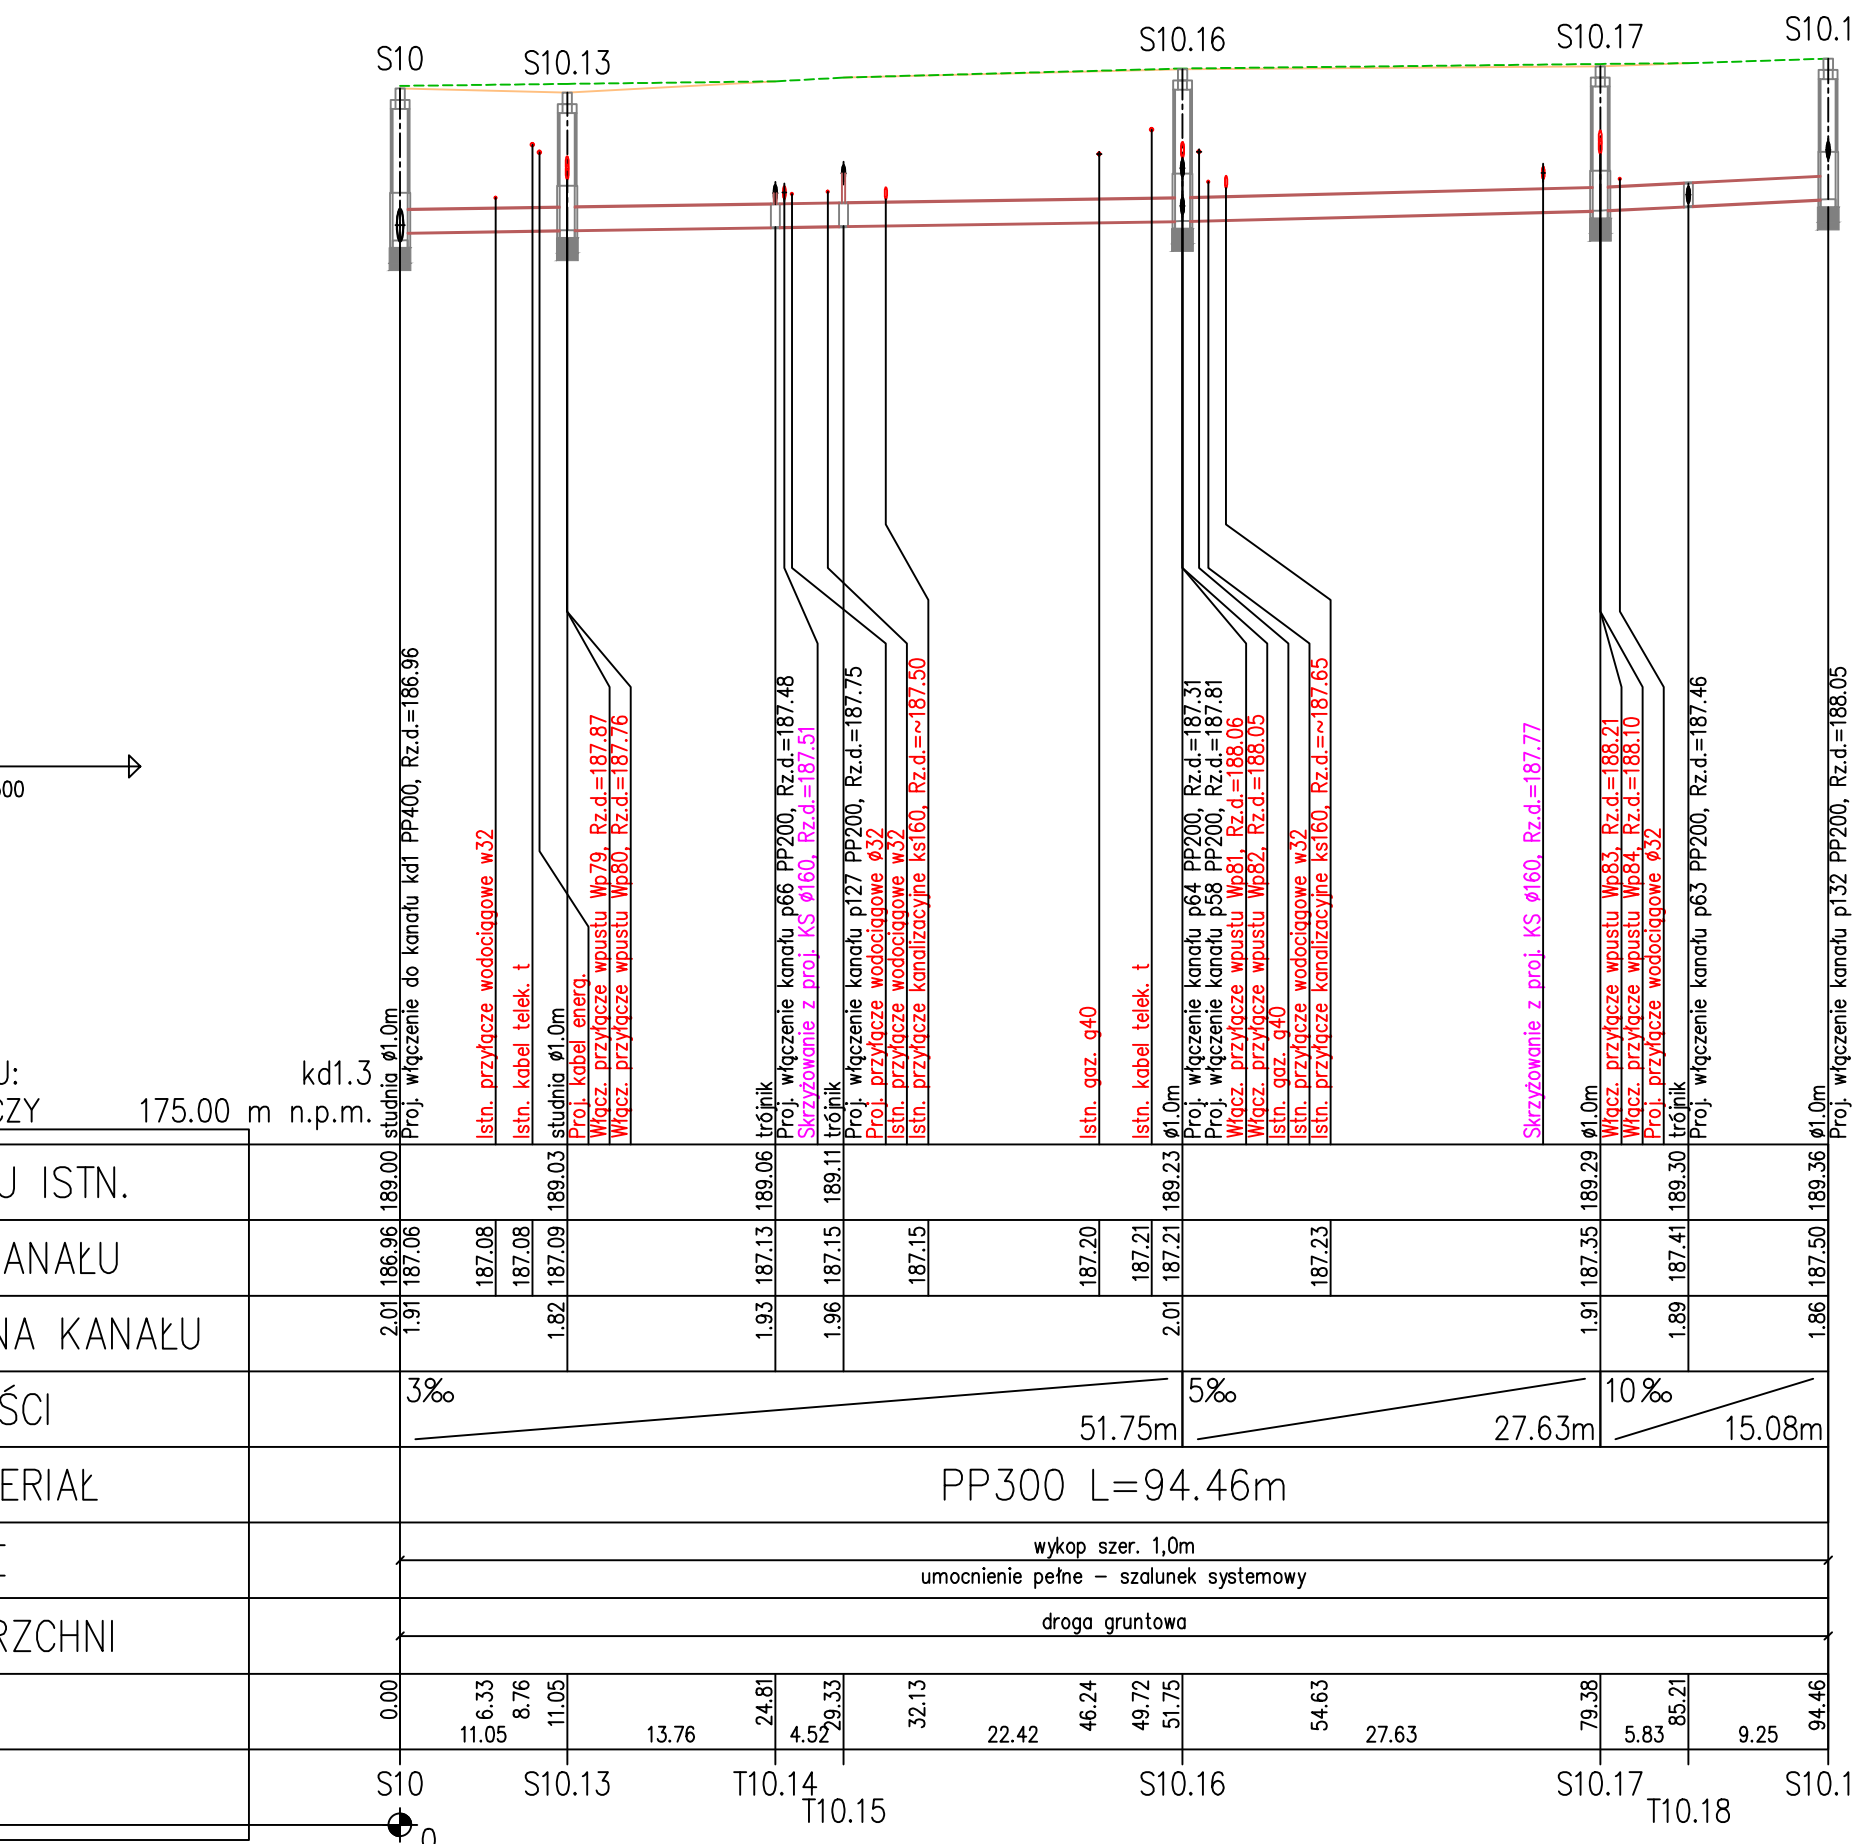 S10
S10.13
S10.16
S10.17
S10.1
studnia ø1.0m
Proj. włączenie do kanału kd1 PP400, Rz.d.=186.96
Istn. przyłącze wodociągowe w32
Istn. kabel telek. t
studnia ø1.0m
Proj. kabel energ.
Włącz. przyłącze wpustu Wp79, Rz.d.=187.87
Włącz. przyłącze wpustu Wp80, Rz.d.=187.76
trójnik
Proj. włączenie kanału p66 PP200, Rz.d.=187.48
Skrzyżowanie z proj. KS ø160, Rz.d.=187.51
trójnik
Proj. włączenie kanału p127 PP200, Rz.d.=187.75
Proj. przyłącze wodociągowe ø32
Istn. przyłącze wodociągowe w32
Istn. przyłącze kanalizacyjne ks160, Rz.d.=~187.50
Istn. gaz. g40
Istn. kabel telek. t
ø1.0m
Proj. włączenie kanału p64 PP200, Rz.d.=187.31
Proj. włączenie kanału p58 PP200, Rz.d.=187.81
Włącz. przyłącze wpustu Wp81, Rz.d.=188.06
Włącz. przyłącze wpustu Wp82, Rz.d.=188.05
Istn. gaz. g40
Istn. przyłącze wodociągowe w32
Istn. przyłącze kanalizacyjne ks160, Rz.d.=~187.65
Skrzyżowanie z proj. KS ø160, Rz.d.=187.77
ø1.0m
Włącz. przyłącze wpustu Wp83, Rz.d.=188.21
Włącz. przyłącze wpustu Wp84, Rz.d.=188.10
Proj. przyłącze wodociągowe ø32
trójnik
Proj. włączenie kanału p63 PP200, Rz.d.=187.46
ø1.0m
Proj. włączenie kanału p132 PP200, Rz.d.=188.05
00
U: kd1.3
CZY 175.00 m n.p.m.
U ISTN. 189.00 189.03 189.06 189.11 189.23 189.29 189.30 189.36
ANAŁU 186.96 187.06 187.08 187.08 187.09 187.13 187.15 187.15 187.20 187.21 187.21 187.23 187.35 187.41 187.50
NA KANAŁU 2.01 1.91 1.82 1.93 1.96 2.01 1.91 1.89 1.86
ŚCI 3‰ 51.75m 5‰ 27.63m 10‰ 15.08m
ERIAŁ PP300 L=94.46m
wykop szer. 1,0m
E
umocnienie pełne – szalunek systemowy
RZCHNI droga gruntowa
0.00 6.33 8.76 11.05 24.81 29.33 32.13 46.24 49.72 51.75 54.63 79.38 85.21 94.46
11.05 13.76 4.52 22.42 27.63 5.83 9.25
S10 S10.13 T10.14 S10.16 S10.17 S10.1
T10.15 T10.18
0